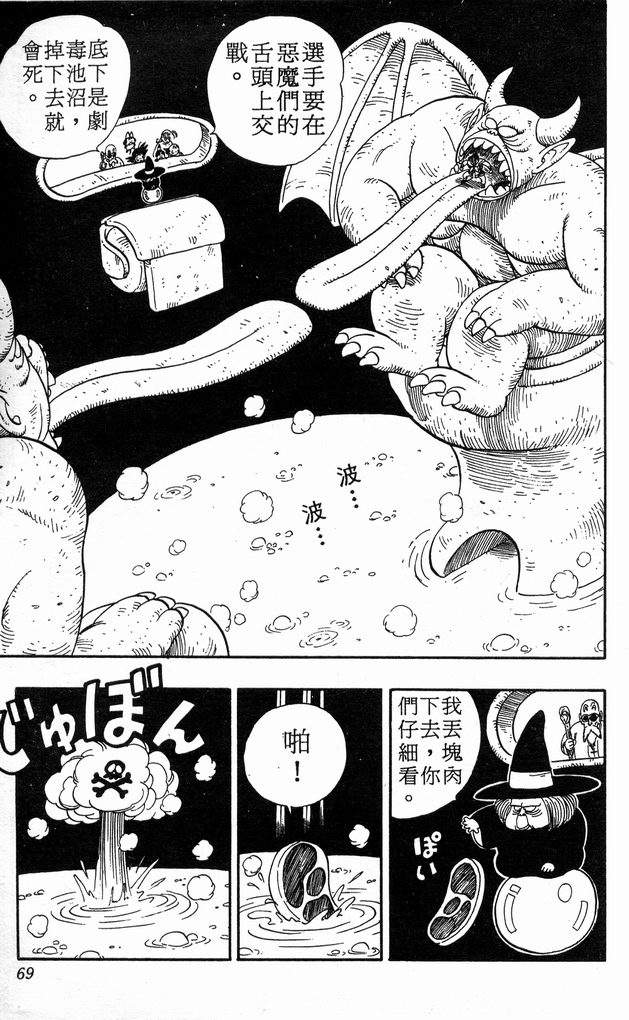 選手要在
惡魔們的
舌頭上交
戰。
底下是劇
毒池沼，
掉下去就
會死。
波…
波…
我丟塊肉
下去，你
們仔細看。
ぽい
啪！
じゅぼん
69